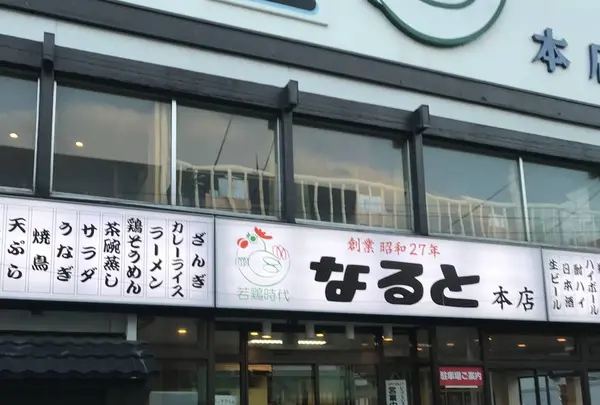 本店
ざんぎ
カレーライス
ラーメン
鶏そうめん
茶碗蒸し
サラダ
うなぎ
焼鳥
天ぷら
若鶏時代
創業 昭和27年
なると 本店
ハイボール
酎ハイ
日本酒
生ビール
駐車場ご案内
営業中